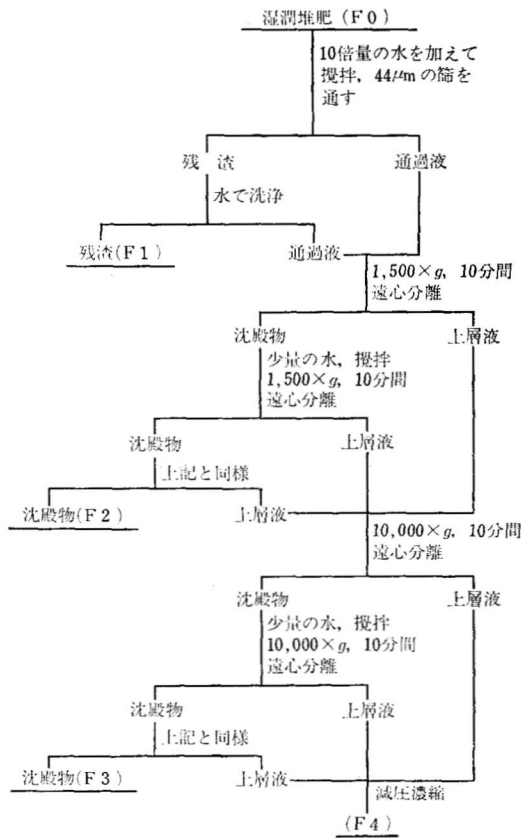 湿潤堆肥（F0）
10倍量の水を加えて
攪拌，44μmの篩を
通す
残　渣
通過液
水で洗浄
残渣(F1)
通過液
1,500×g，10分間
遠心分離
沈殿物
上層液
少量の水，攪拌
1,500×g，10分間
遠心分離
沈殿物
上層液
上記と同様
沈殿物(F2)
上層液
10,000×g，10分間
遠心分離
沈殿物
上層液
少量の水，攪拌
10,000×g，10分間
遠心分離
沈殿物
上層液
上記と同様
沈殿物(F3)
上層液
減圧濃縮
(F4)